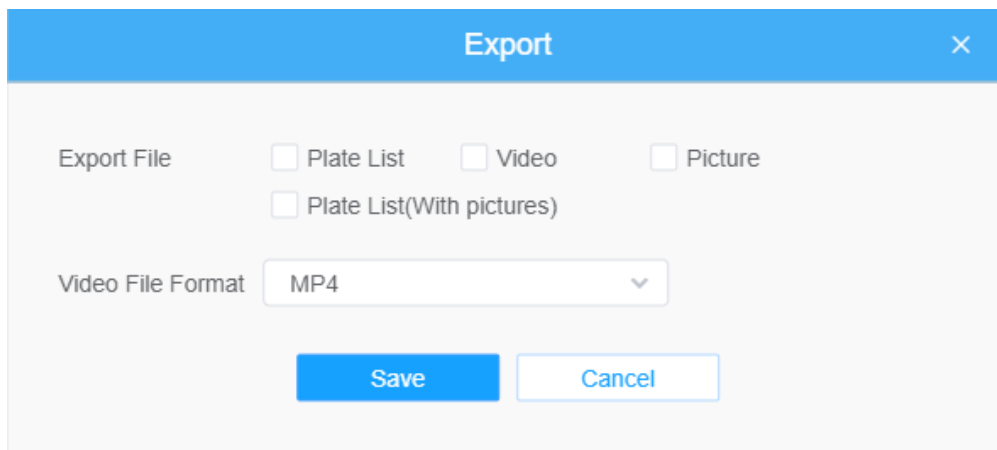 Export
Export File Plate List Video Picture
Plate List(With pictures)
Video File Format MP4
Save Cancel